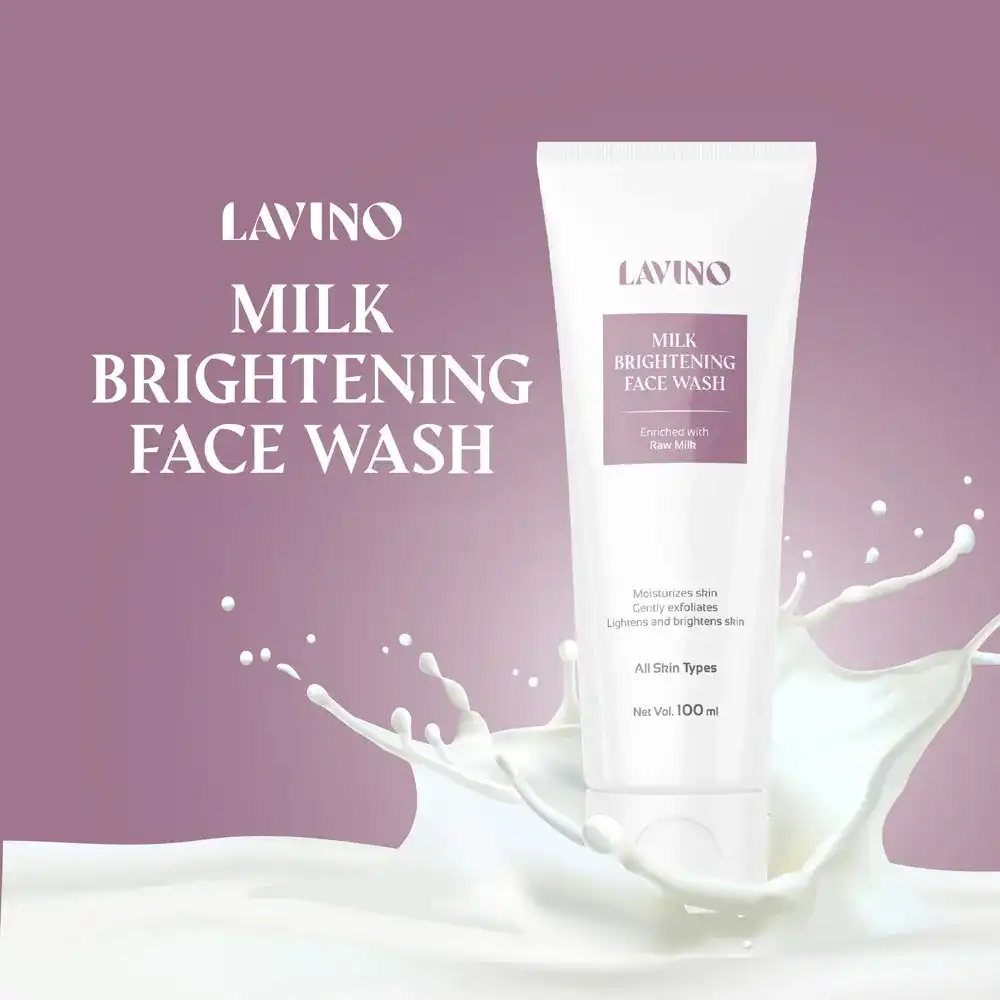 LAVINO
MILK
BRIGHTENING
FACE WASH
LAVINO
MILK
BRIGHTENING
FACE WASH
Enriched with
Raw Milk
Moisturizes skin
Gently exfoliates
Lightens and brightens skin
All Skin Types
Net Vol. 100 ml